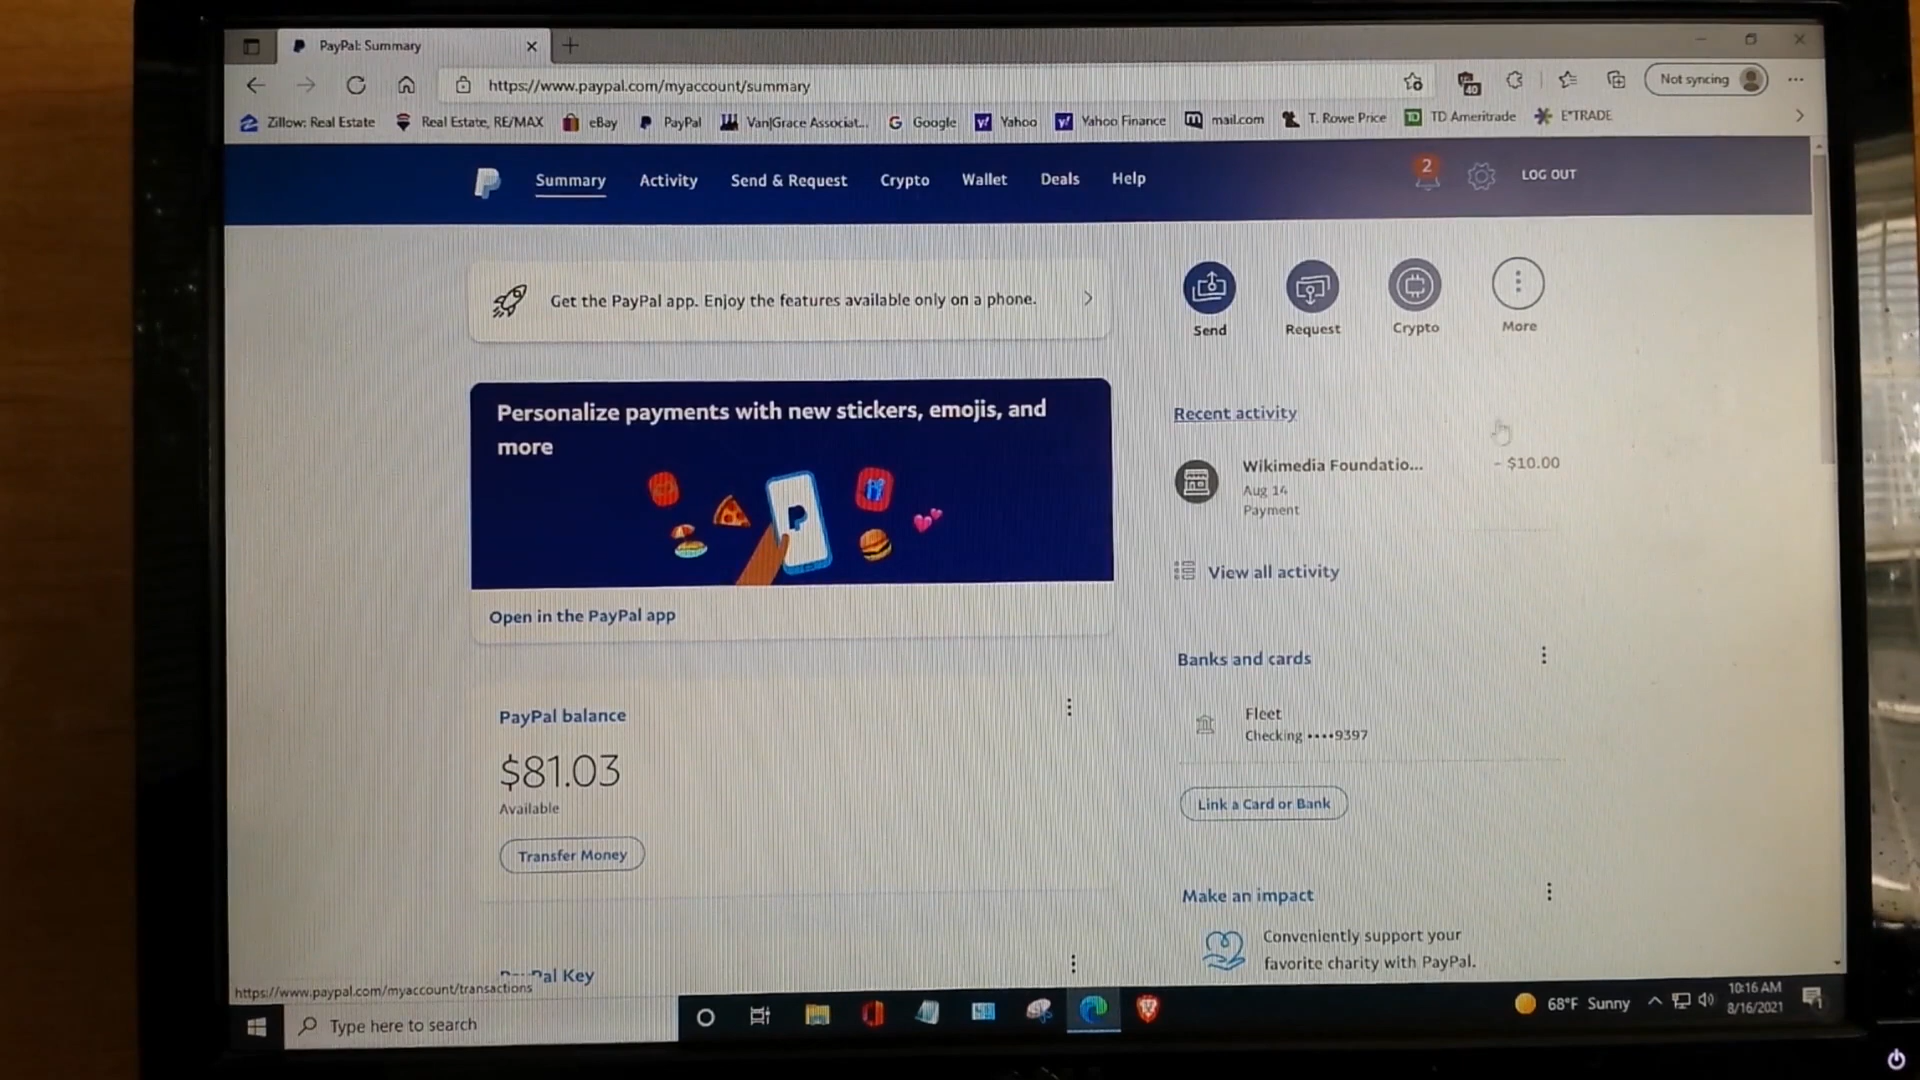 PayPal: Summary
https://www.paypal.com/myaccount/summary
40
Not syncing
Zillow: Real Estate
Real Estate, RE/MAX
eBay
PayPal
Van|Grace Associat...
Google
Yahoo
Yahoo Finance
mail.com
T. Rowe Price
TD Ameritrade
E*TRADE
Summary
Activity
Send & Request
Crypto
Wallet
Deals
Help
2
LOG OUT
Get the PayPal app. Enjoy the features available only on a phone.
Personalize payments with new stickers, emojis, and
more
Open in the PayPal app
PayPal balance
$81.03
Available
Transfer Money
Send
Request
Crypto
More
Recent activity
Wikimedia Foundatio...
- $10.00
Aug 14
Payment
View all activity
Banks and cards
Fleet
Checking ••••9397
Link a Card or Bank
Make an impact
Conveniently support your
favorite charity with PayPal.
Key
https://www.paypal.com/myaccount/transactions
Type here to search
68°F Sunny
10:16 AM
8/16/2021